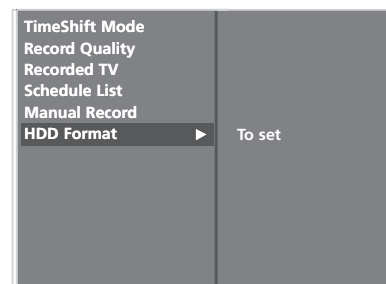 TimeShift Mode
Record Quality
Recorded TV
Schedule List
Manual Record
HDD Format ► To set